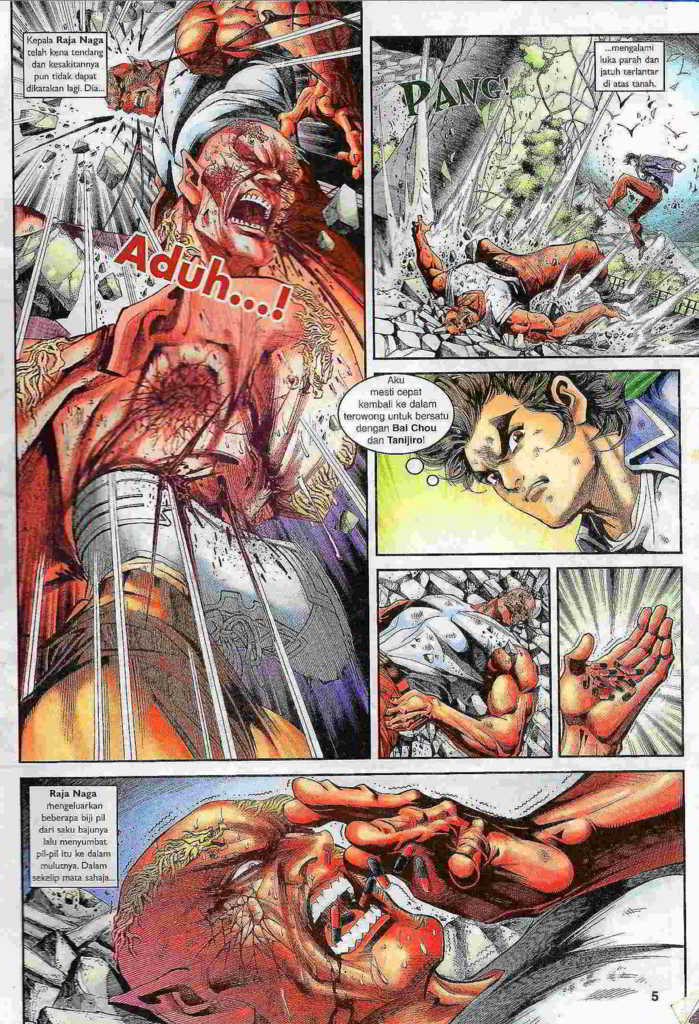 Kepala Raja Naga
telah kena tendang
dan kesakitannya
pun tidak dapat
dikatakan lagi. Dia...
Aduh...!
...mengalami
luka parah dan
jatuh terlantar
di atas tanah.
PANG!
Aku
mesti cepat
kembali ke dalam
terowong untuk bersatu
dengan Bai Chou
dan Tanijiro!
Raja Naga
mengeluarkan
beberapa biji pil
dari saku bajunya
lalu menyumbat
pil-pil itu ke dalam
mulutnya. Dalam
sekelip mata sahaja...
5